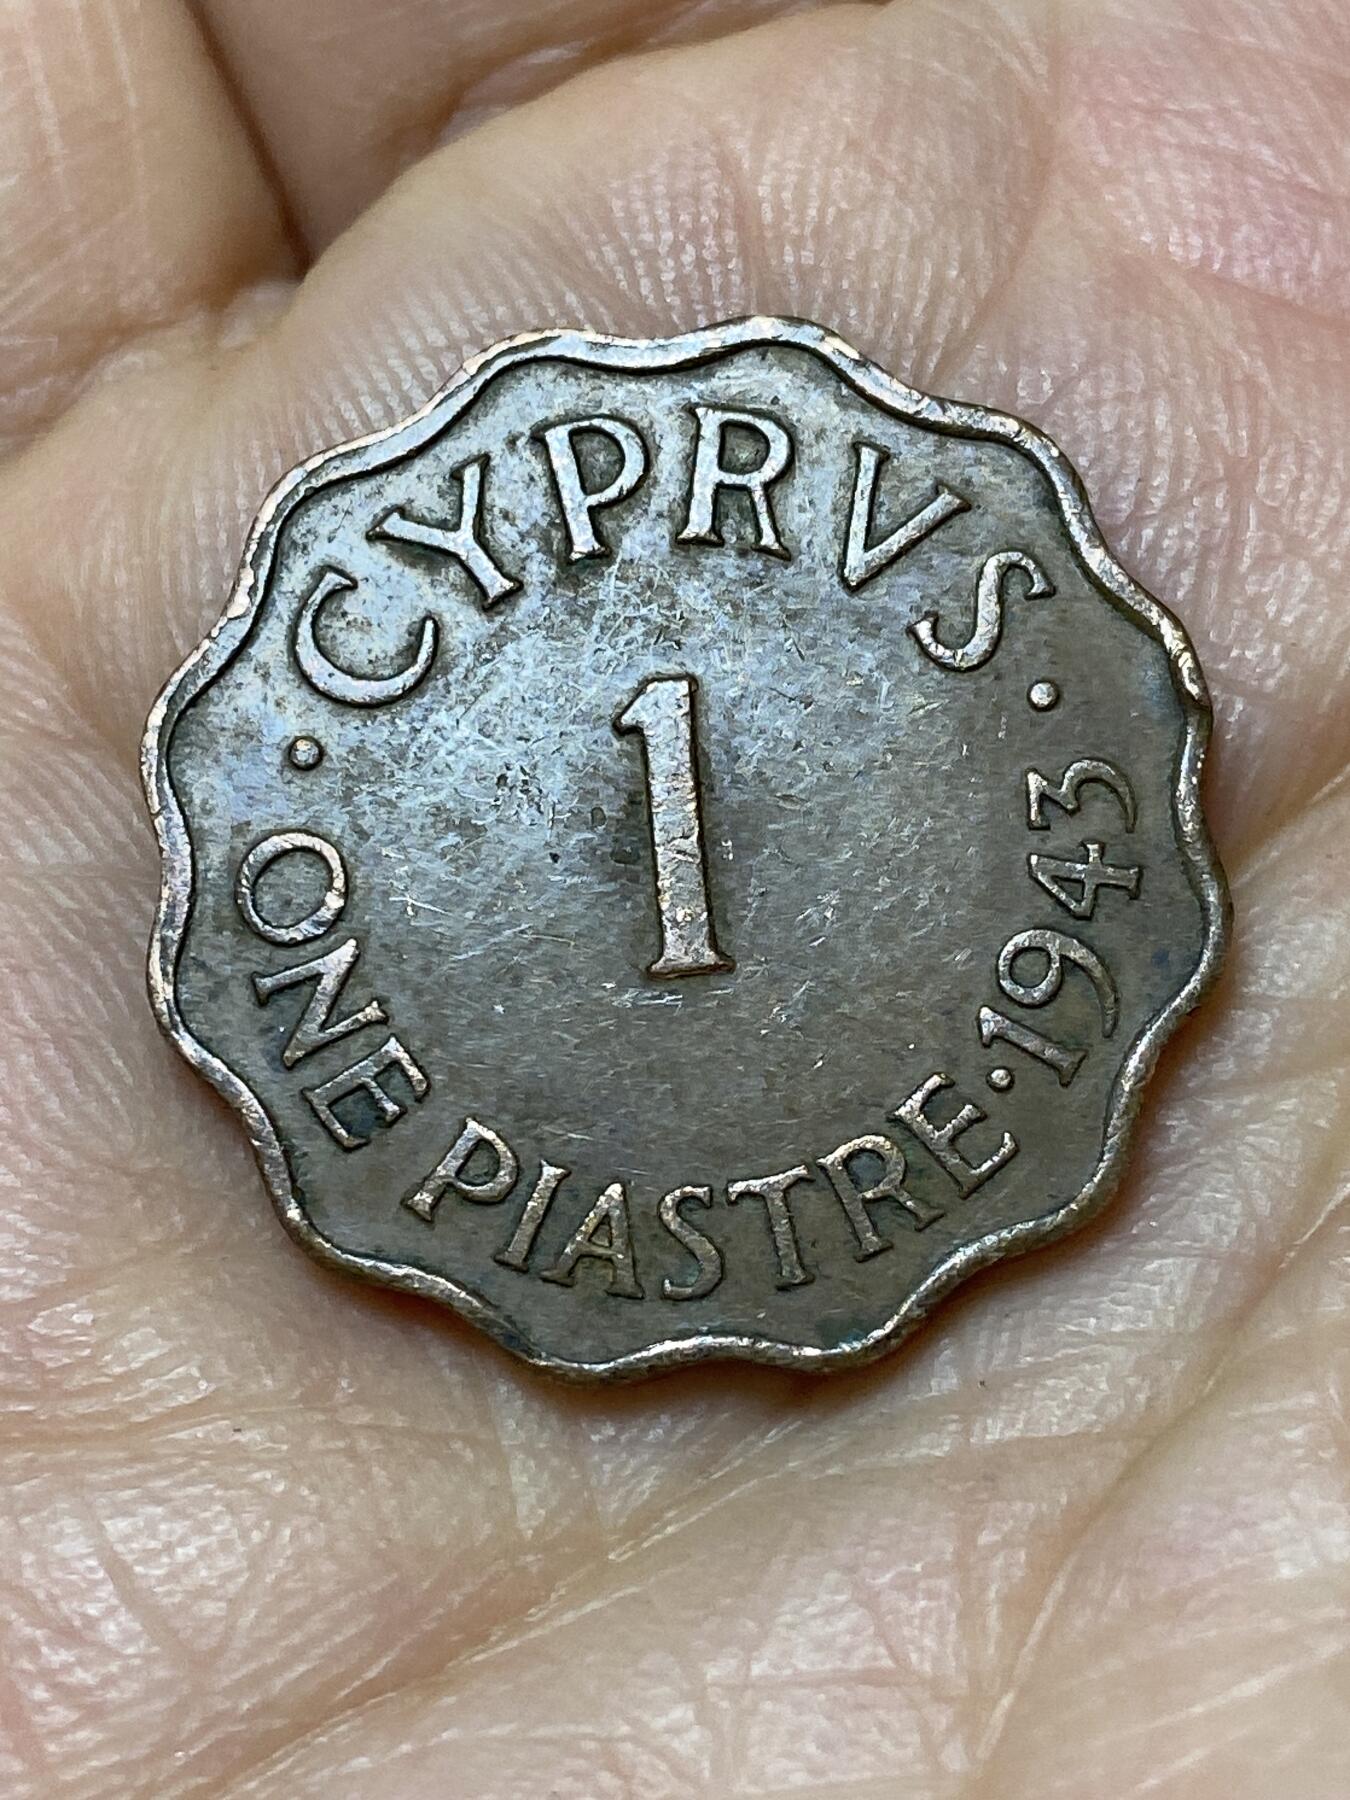 · CYPRVS ·
1
ONE PIASTRE · 1943